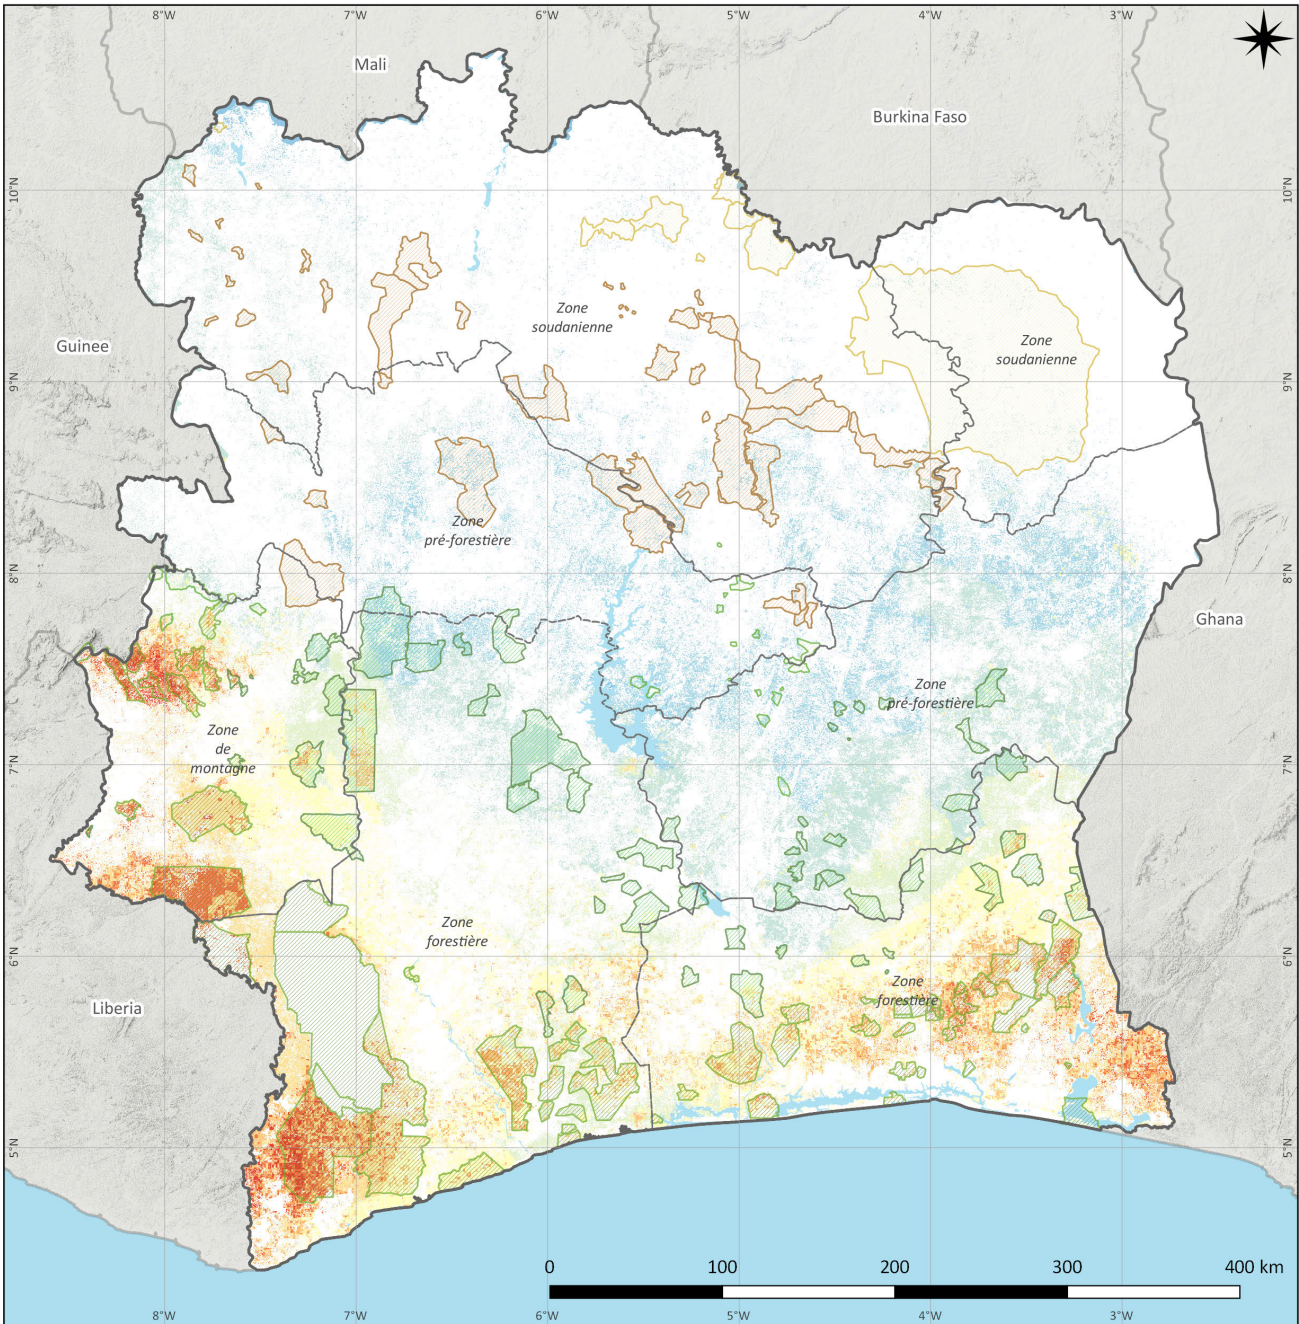 8°W 7°W 6°W 5°W 4°W 3°W
Mali
Burkina Faso
10°N 10°N
Zone
soudanienne
Zone
soudanienne
Guinee
9°N 9°N
Zone
pré-forestière
8°N 8°N
Ghana
Zone
pré-forestière
Zone
de
montagne
7°N 7°N
Zone
forestière
6°N 6°N
Zone
forestière
Liberia
5°N 5°N
0 100 200 300 400 km
8°W 7°W 6°W 5°W 4°W 3°W